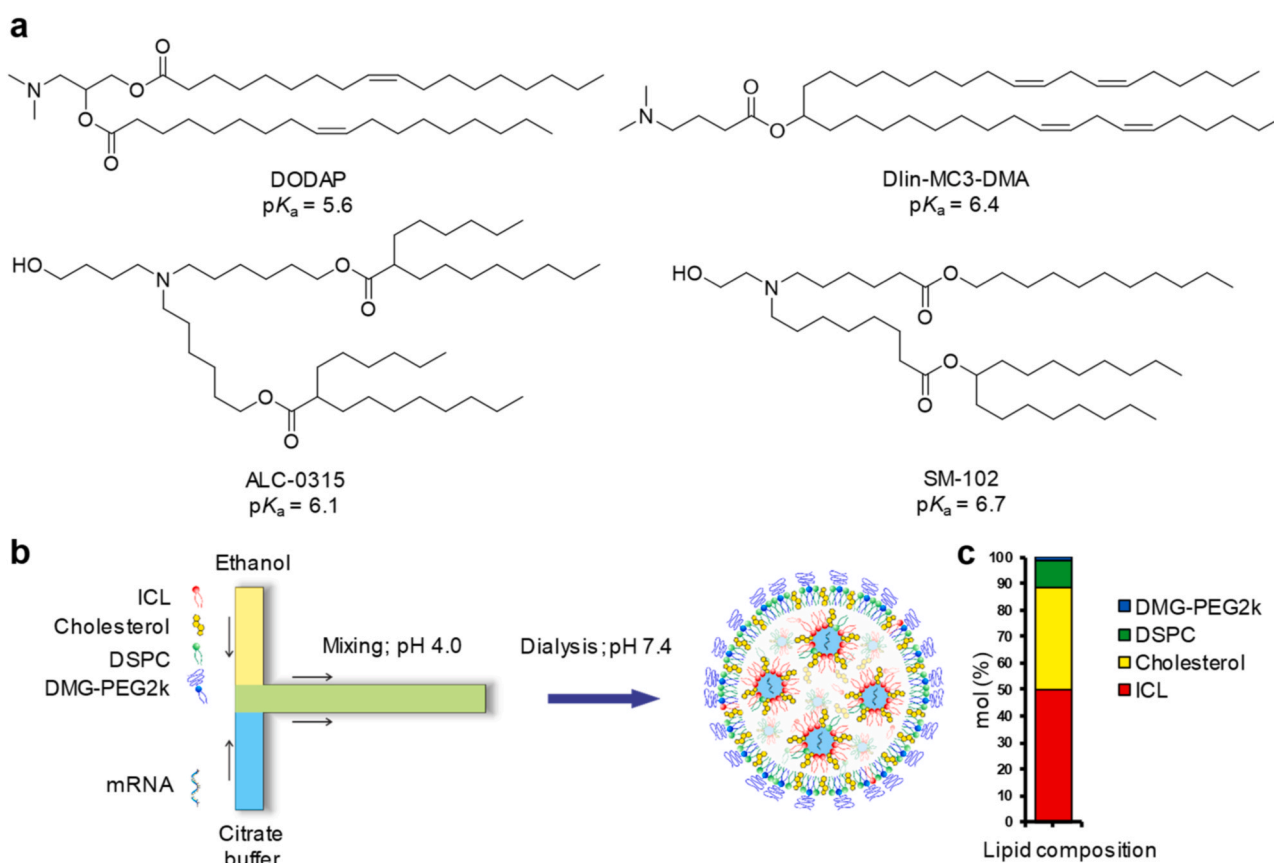 a
O
O
N
O
O
DODAP
pKa = 5.6
N
O
O
Dlin-MC3-DMA
pKa = 6.4
HO
N
O
O
O
O
ALC-0315
pKa = 6.1
HO
N
O
O
O
O
SM-102
pKa = 6.7
b
Ethanol
ICL
Cholesterol
DSPC
DMG-PEG2k
mRNA
Citrate
buffer
Mixing; pH 4.0
Dialysis; pH 7.4
c
mol (%)
100
90
80
70
60
50
40
30
20
10
0
Lipid composition
DMG-PEG2k
DSPC
Cholesterol
ICL